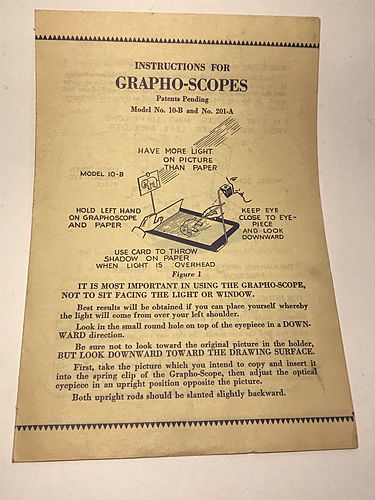 INSTRUCTIONS FOR
GRAPHO-SCOPES
Patents Pending
Model No. 10-B and No. 201-A
HAVE MORE LIGHT
ON PICTURE
THAN PAPER
MODEL 10-B
HOLD LEFT HAND
ON GRAPHOSCOPE
AND PAPER
KEEP EYE
CLOSE TO EYE-
PIECE
AND LOOK
DOWNWARD
USE CARD TO THROW
SHADOW ON PAPER
WHEN LIGHT IS OVERHEAD
Figure 1
IT IS MOST IMPORTANT IN USING THE GRAPHO-SCOPE,
NOT TO SIT FACING THE LIGHT OR WINDOW.
Best results will be obtained if you can place yourself whereby
the light will come from over your left shoulder.
Look in the small round hole on top of the eyepiece in a DOWN-
WARD direction.
Be sure not to look toward the original picture in the holder,
BUT LOOK DOWNWARD TOWARD THE DRAWING SURFACE.
First, take the picture which you intend to copy and insert it
into the spring clip of the Grapho-Scope, then adjust the optical
eyepiece in an upright position opposite the picture.
Both upright rods should be slanted slightly backward.